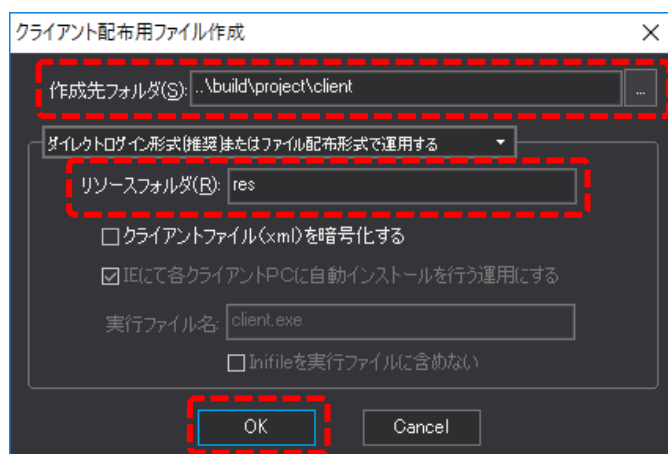 クライアント配布用ファイル作成
作成先フォルダ(S): ..\build\project\client ...
ダイレクトログイン形式(推奨)またはファイル配布形式で運用する
リソースフォルダ(R): res
クライアントファイル(xml)を暗号化する
IEにて各クライアントPCに自動インストールを行う運用にする
実行ファイル名: client.exe
Inifileを実行ファイルに含めない
OK Cancel